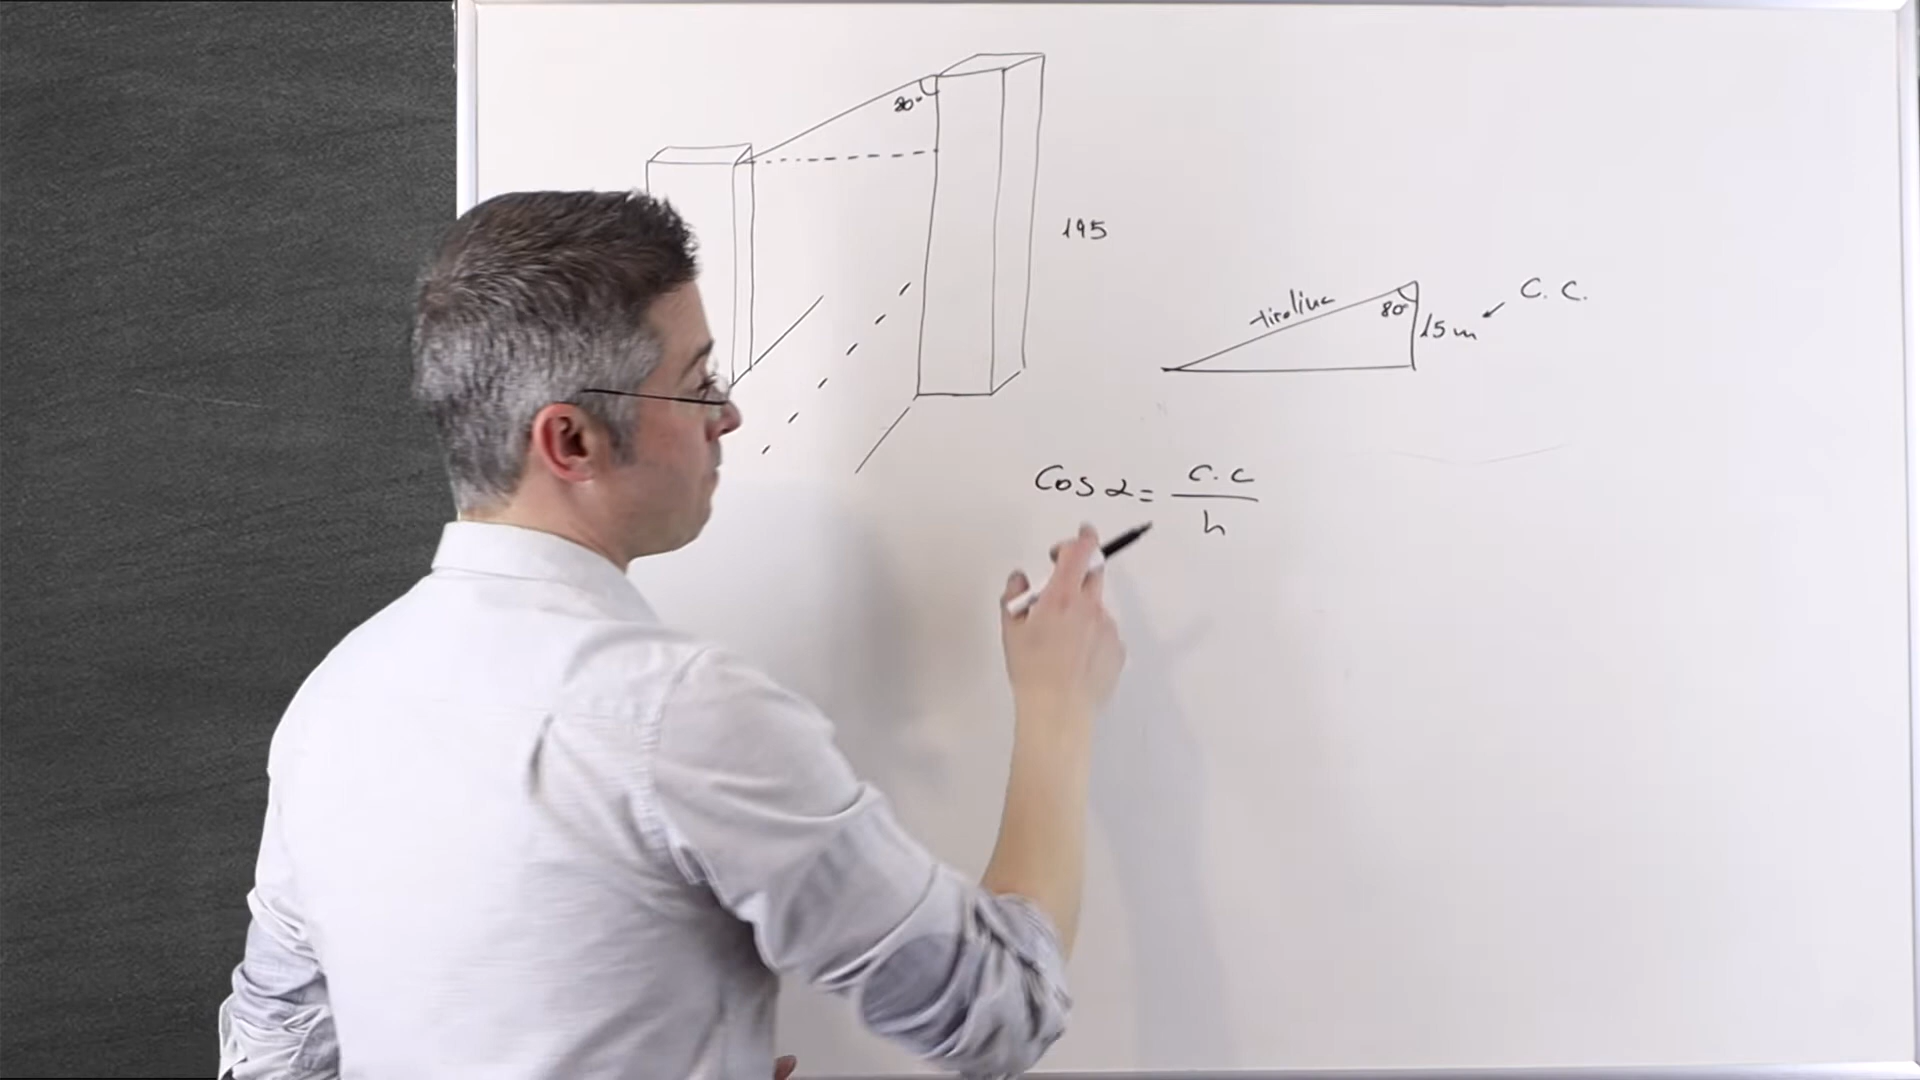 80°
195
tirolina
80°
15 m
C. C.
Cos α = c.c / h